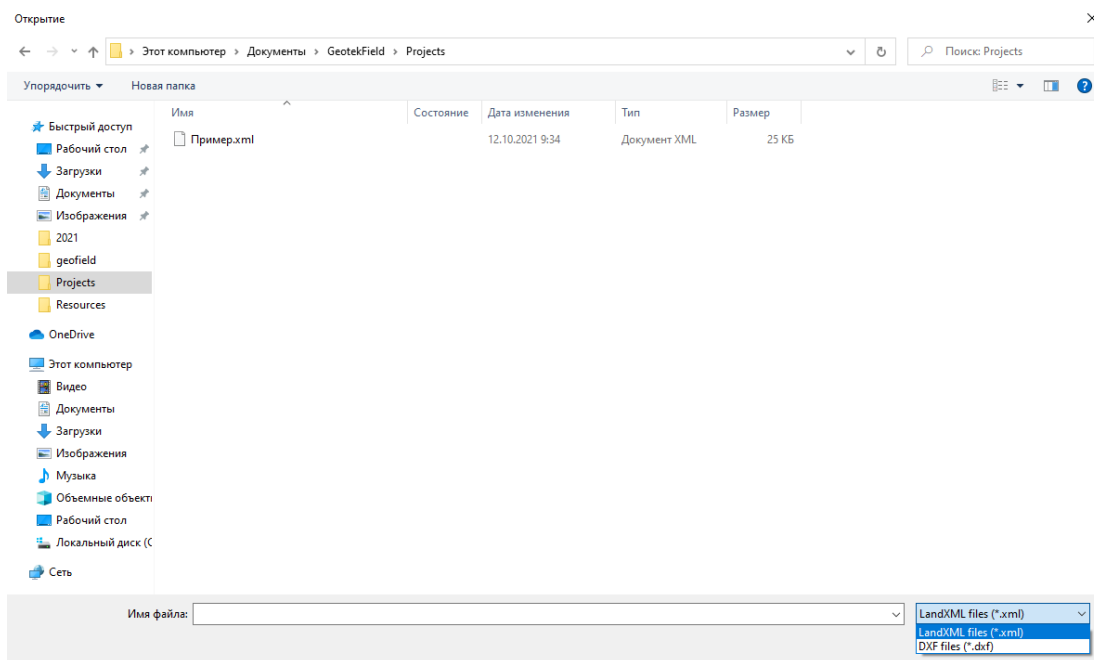 Открытие
Этот компьютер › Документы › GeotekField › Projects
Поиск: Projects
Упорядочить
Новая папка
Имя
Состояние
Дата изменения
Тип
Размер
Пример.xml
12.10.2021 9:34
Документ XML
25 КБ
Быстрый доступ
Рабочий стол
Загрузки
Документы
Изображения
2021
geofield
Projects
Resources
OneDrive
Этот компьютер
Видео
Документы
Загрузки
Изображения
Музыка
Объемные объекты
Рабочий стол
Локальный диск (C
Сеть
Имя файла:
LandXML files (*.xml)
LandXML files (*.xml)
DXF files (*.dxf)